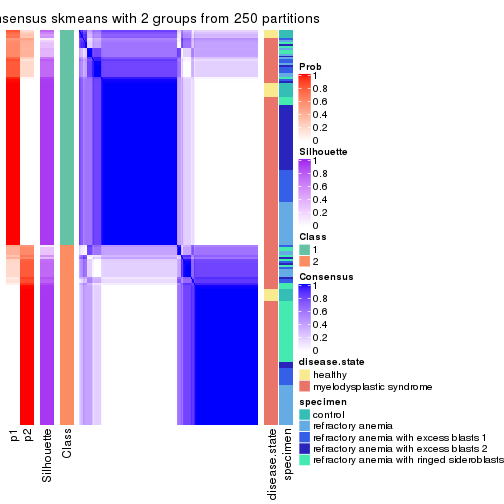 nsensus skmeans with 2 groups from 250 partitions
Prob
1
0.8
0.6
0.4
0.2
0
Silhouette
1
0.8
0.6
0.4
0.2
0
Class
1
2
Consensus
1
0.8
0.6
0.4
0.2
0
disease.state
healthy
myelodysplastic syndrome
specimen
control
refractory anemia
refractory anemia with excess blasts 1
refractory anemia with excess blasts 2
refractory anemia with ringed sideroblasts
p1
p2
Silhouette
Class
disease.state
specimen